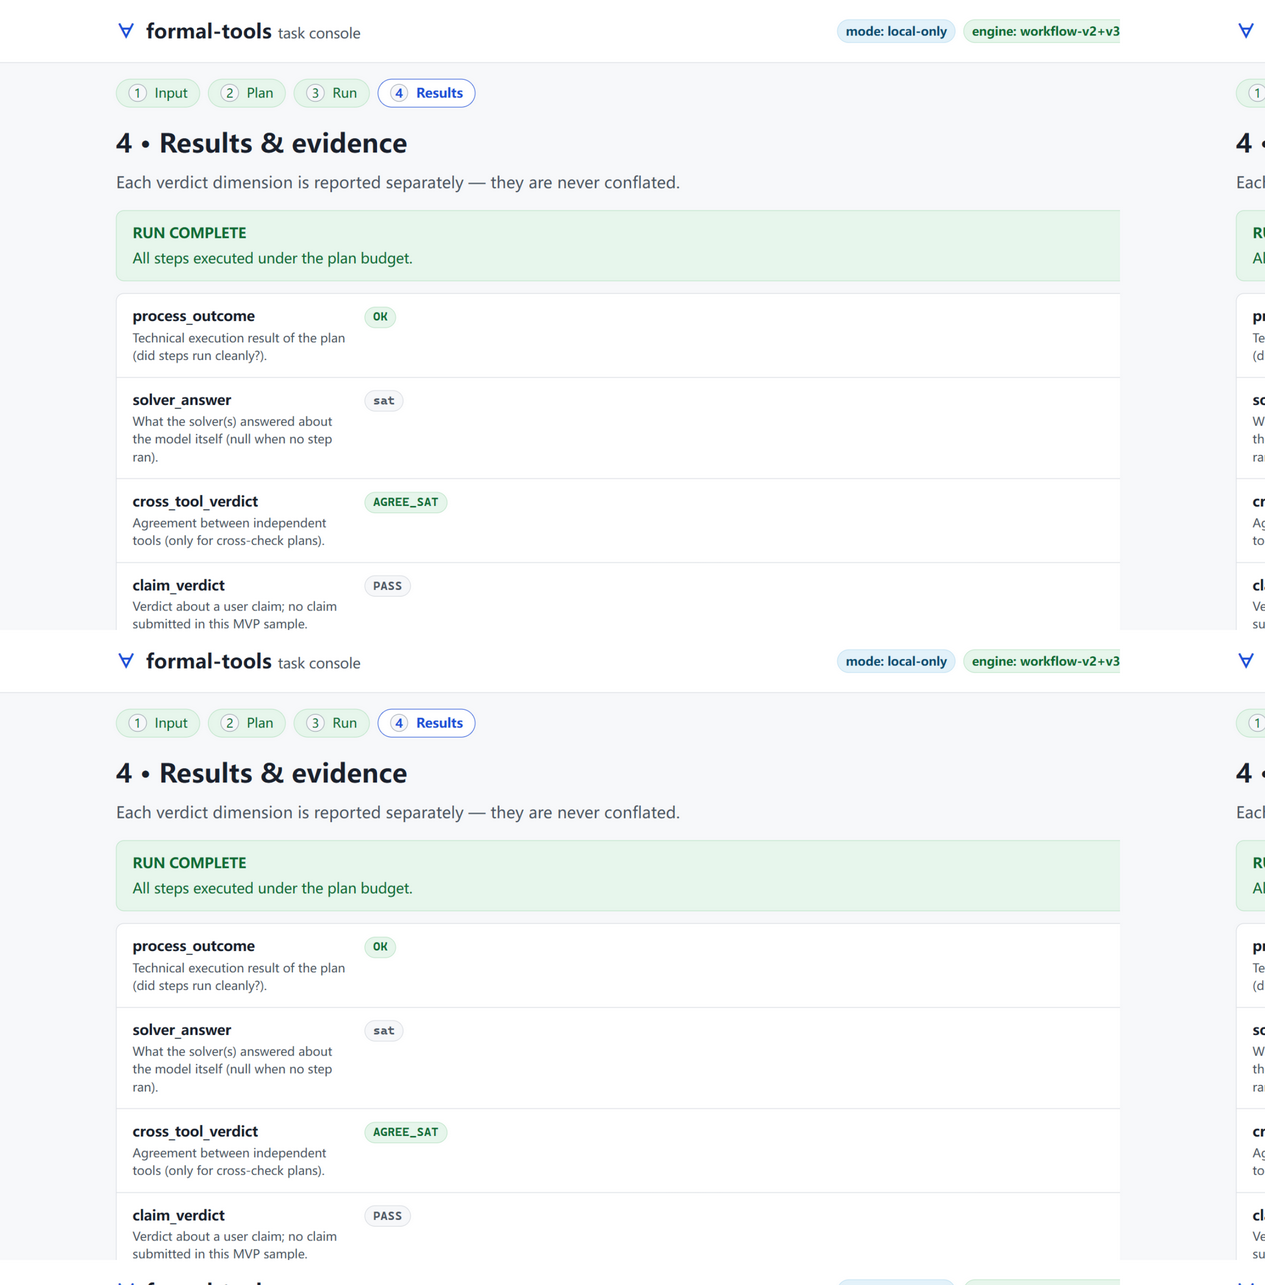 formal-tools task console mode: local-only engine: workflow-v2+v3
1 Input 2 Plan 3 Run 4 Results 1
4 • Results & evidence 4 •
Each verdict dimension is reported separately — they are never conflated. Each
RUN COMPLETE
All steps executed under the plan budget.
process_outcome OK
Technical execution result of the plan
(did steps run cleanly?).
solver_answer sat
What the solver(s) answered about
the model itself (null when no step
ran).
cross_tool_verdict AGREE_SAT
Agreement between independent
tools (only for cross-check plans).
claim_verdict PASS
Verdict about a user claim; no claim
submitted in this MVP sample.
formal-tools task console mode: local-only engine: workflow-v2+v3
1 Input 2 Plan 3 Run 4 Results 1
4 • Results & evidence 4 •
Each verdict dimension is reported separately — they are never conflated. Each
RUN COMPLETE
All steps executed under the plan budget.
process_outcome OK
Technical execution result of the plan
(did steps run cleanly?).
solver_answer sat
What the solver(s) answered about
the model itself (null when no step
ran).
cross_tool_verdict AGREE_SAT
Agreement between independent
tools (only for cross-check plans).
claim_verdict PASS
Verdict about a user claim; no claim
submitted in this MVP sample.